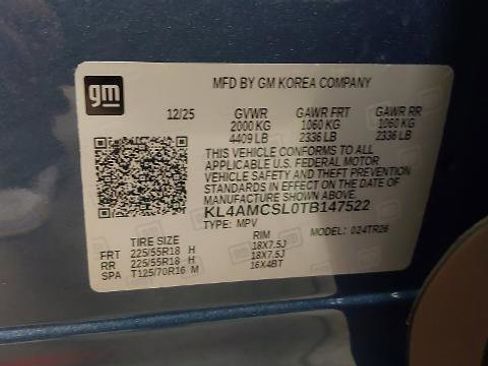 gm
MFD BY GM KOREA COMPANY
12/25 GVWR GAWR FRT GAWR RR
2000 KG 1060 KG 1060 KG
4409 LB 2336 LB 2336 LB
THIS VEHICLE CONFORMS TO ALL
APPLICABLE U.S. FEDERAL MOTOR
VEHICLE SAFETY AND THEFT PREVENTION
STANDARDS IN EFFECT ON THE DATE OF
MANUFACTURE SHOWN ABOVE.
KL4AMCSL0TB147522
TYPE: MPV MODEL: 024TR26
TIRE SIZE RIM
FRT 225/55R18 H 18X7.5J
RR 225/55R18 H 18X7.5J
SPA T125/70R16 M 16X4BT